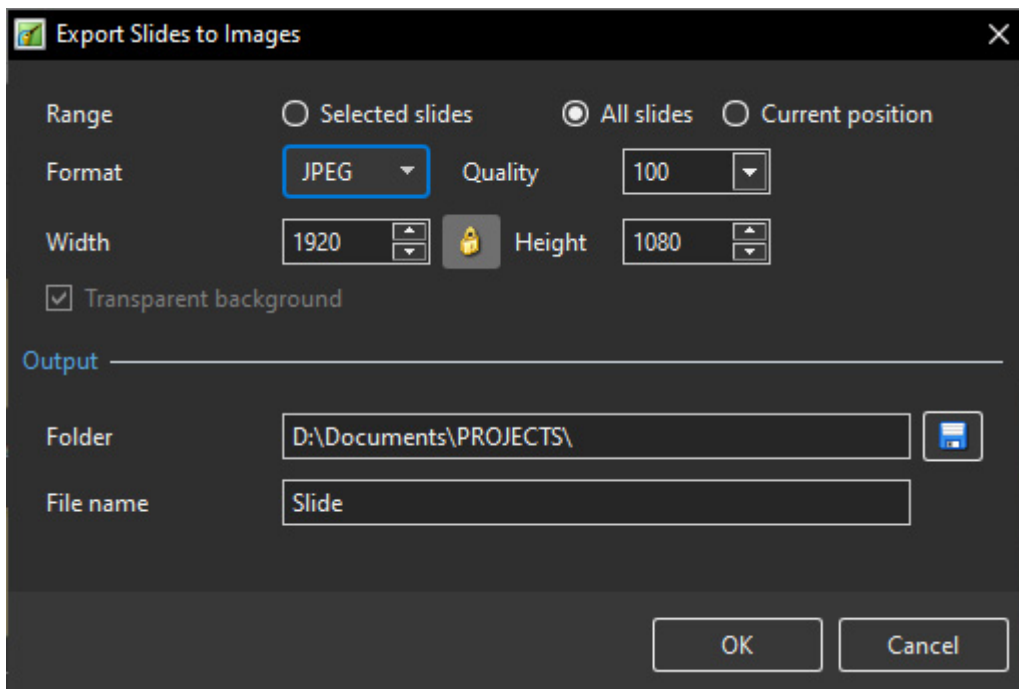 Export Slides to Images
Range Selected slides All slides Current position
Format JPEG Quality 100
Width 1920 Height 1080
Transparent background
Output
Folder D:\Documents\PROJECTS\
File name Slide
OK Cancel